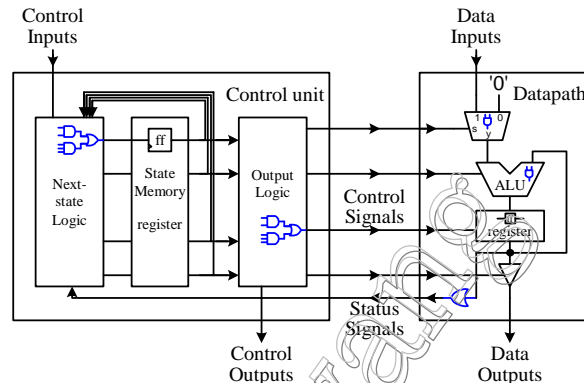 Control
Inputs
Data
Inputs
'0'
Control unit
Datapath
1
0
s
y
ff
Next-
state
Logic
State
Memory
register
Output
Logic
ALU
ff
register
Control
Signals
Status
Signals
Control
Outputs
Data
Outputs